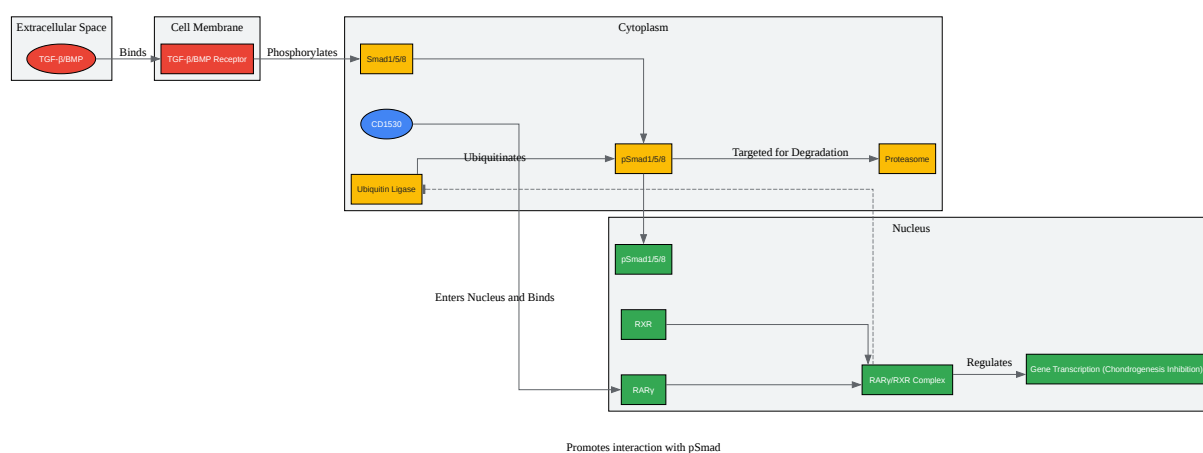 Extracellular Space
Cell Membrane
Cytoplasm
TGF-β/BMP
Binds
TGF-β/BMP Receptor
Phosphorylates
Smad1/5/8
CD1530
Ubiquitinates
pSmad1/5/8
Targeted for Degradation
Proteasome
Ubiquitin Ligase
Nucleus
pSmad1/5/8
Enters Nucleus and Binds
RXR
RARγ
RARγ/RXR Complex
Regulates
Gene Transcription (Chondrogenesis Inhibition)
Promotes interaction with pSmad